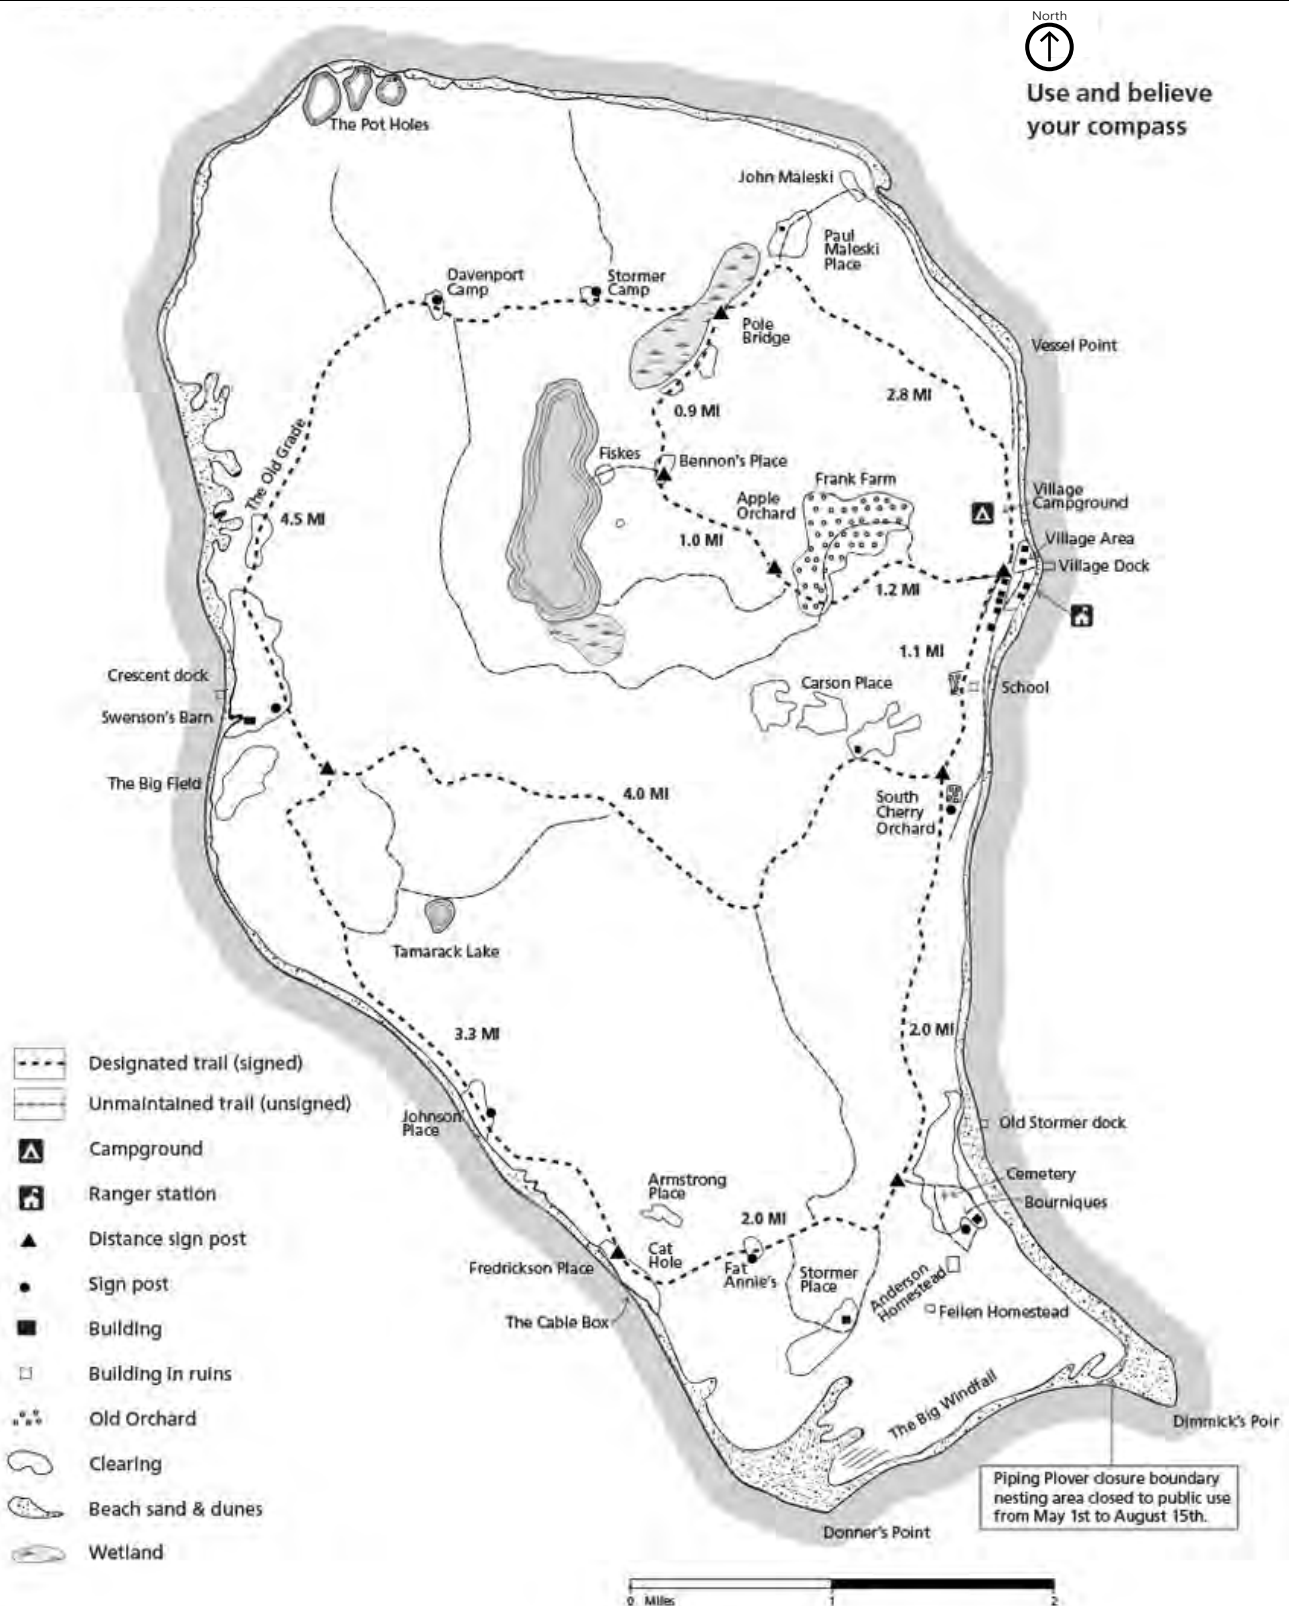 North
Use and believe
your compass
The Pot Holes
John Maleski
Paul
Maleski
Place
Davenport
Camp
Stormer
Camp
Pole
Bridge
Vessel Point
2.8 MI
0.9 MI
The Old Grade
4.5 MI
Fiskes
Bennon's Place
Frank Farm
Apple
Orchard
Village
Campground
1.0 MI
Village Area
Village Dock
1.2 MI
1.1 MI
Crescent dock
Carson Place
School
Swenson's Barn
The Big Field
4.0 MI
South
Cherry
Orchard
Tamarack Lake
3.3 MI
2.0 MI
Designated trail (signed)
Unmaintained trail (unsigned)
Campground
Ranger station
Distance sign post
Sign post
Building
Building in ruins
Old Orchard
Clearing
Beach sand & dunes
Wetland
Johnson'
Place
Old Stormer dock
Cemetery
Bourniques
Armstrong
Place
2.0 MI
Cat
Hole
Fredrickson Place
Fat
Annie's
Stormer
Place
Anderson
Homestead
Feilen Homestead
The Cable Box
The Big Windfall
Dimmick's Poir
Piping Plover closure boundary
nesting area closed to public use
from May 1st to August 15th.
Donner's Point
0 Miles 1 2